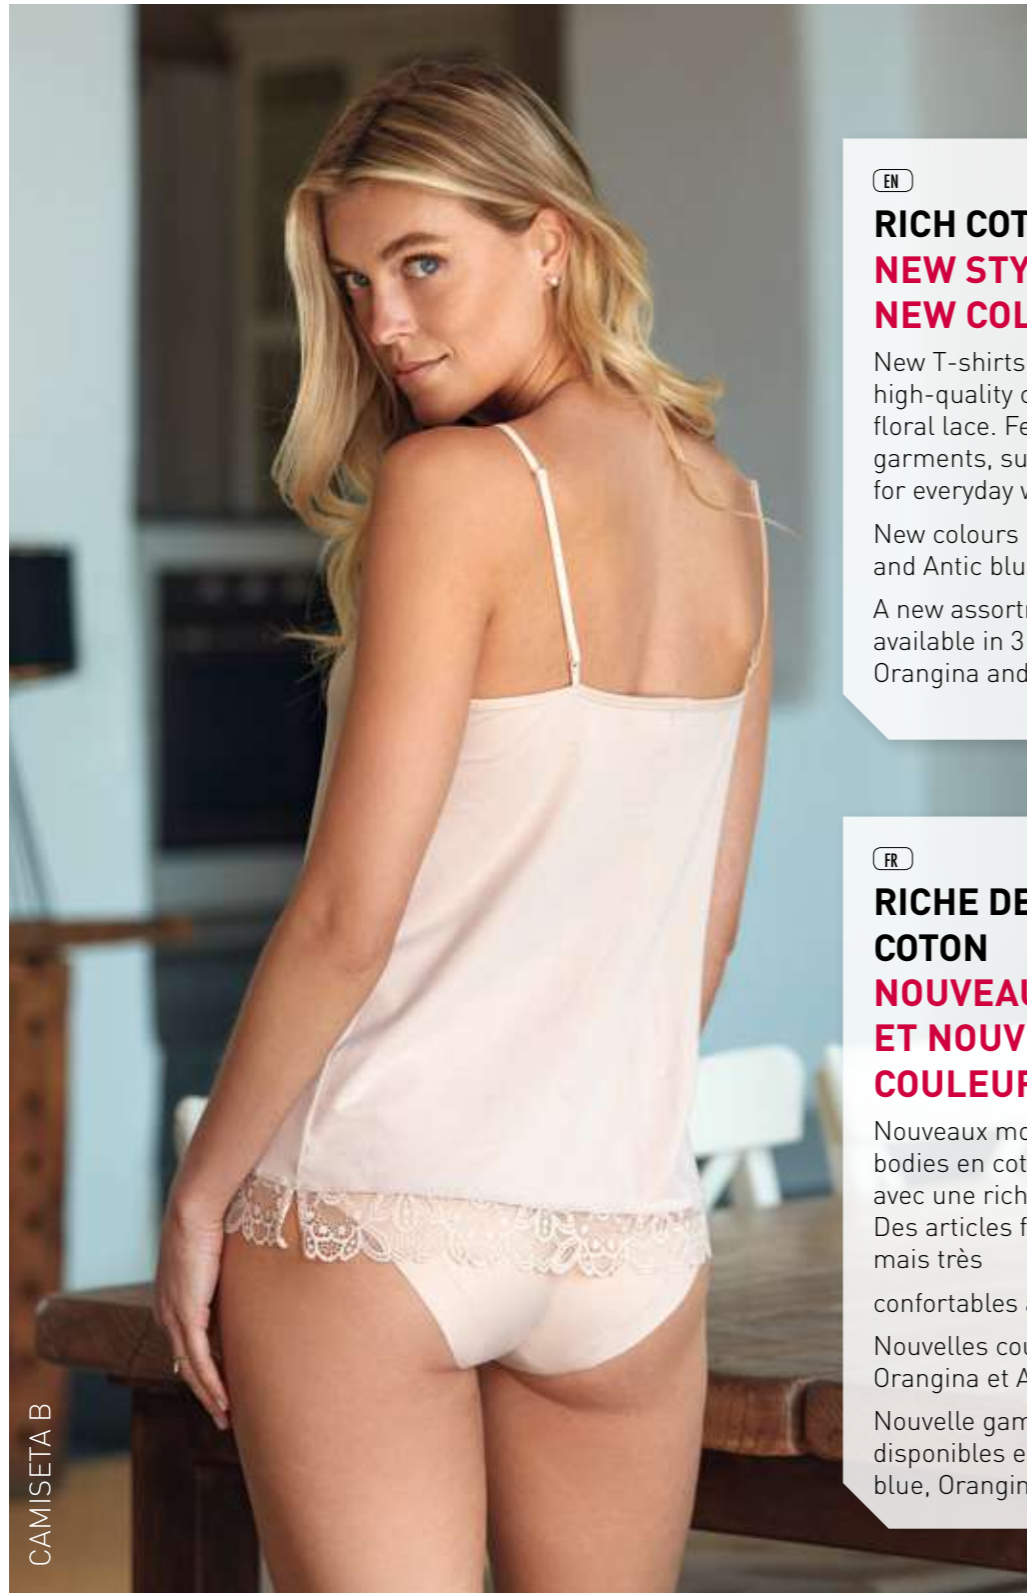 EN
RICH COT
NEW STY
NEW COL
New T-shirts
high-quality
floral lace. Fe
garments, su
for everyday
New colours
and Antic blu
A new assort
available in 3
Orangina and
FR
RICHE DE
COTON
NOUVEAU
ET NOUV
COULEUR
Nouveaux mo
bodies en cot
avec une rich
Des articles f
mais très
confortables
Nouvelles cou
Orangina et A
Nouvelle gam
disponibles e
blue, Orangin
CAMISETA B